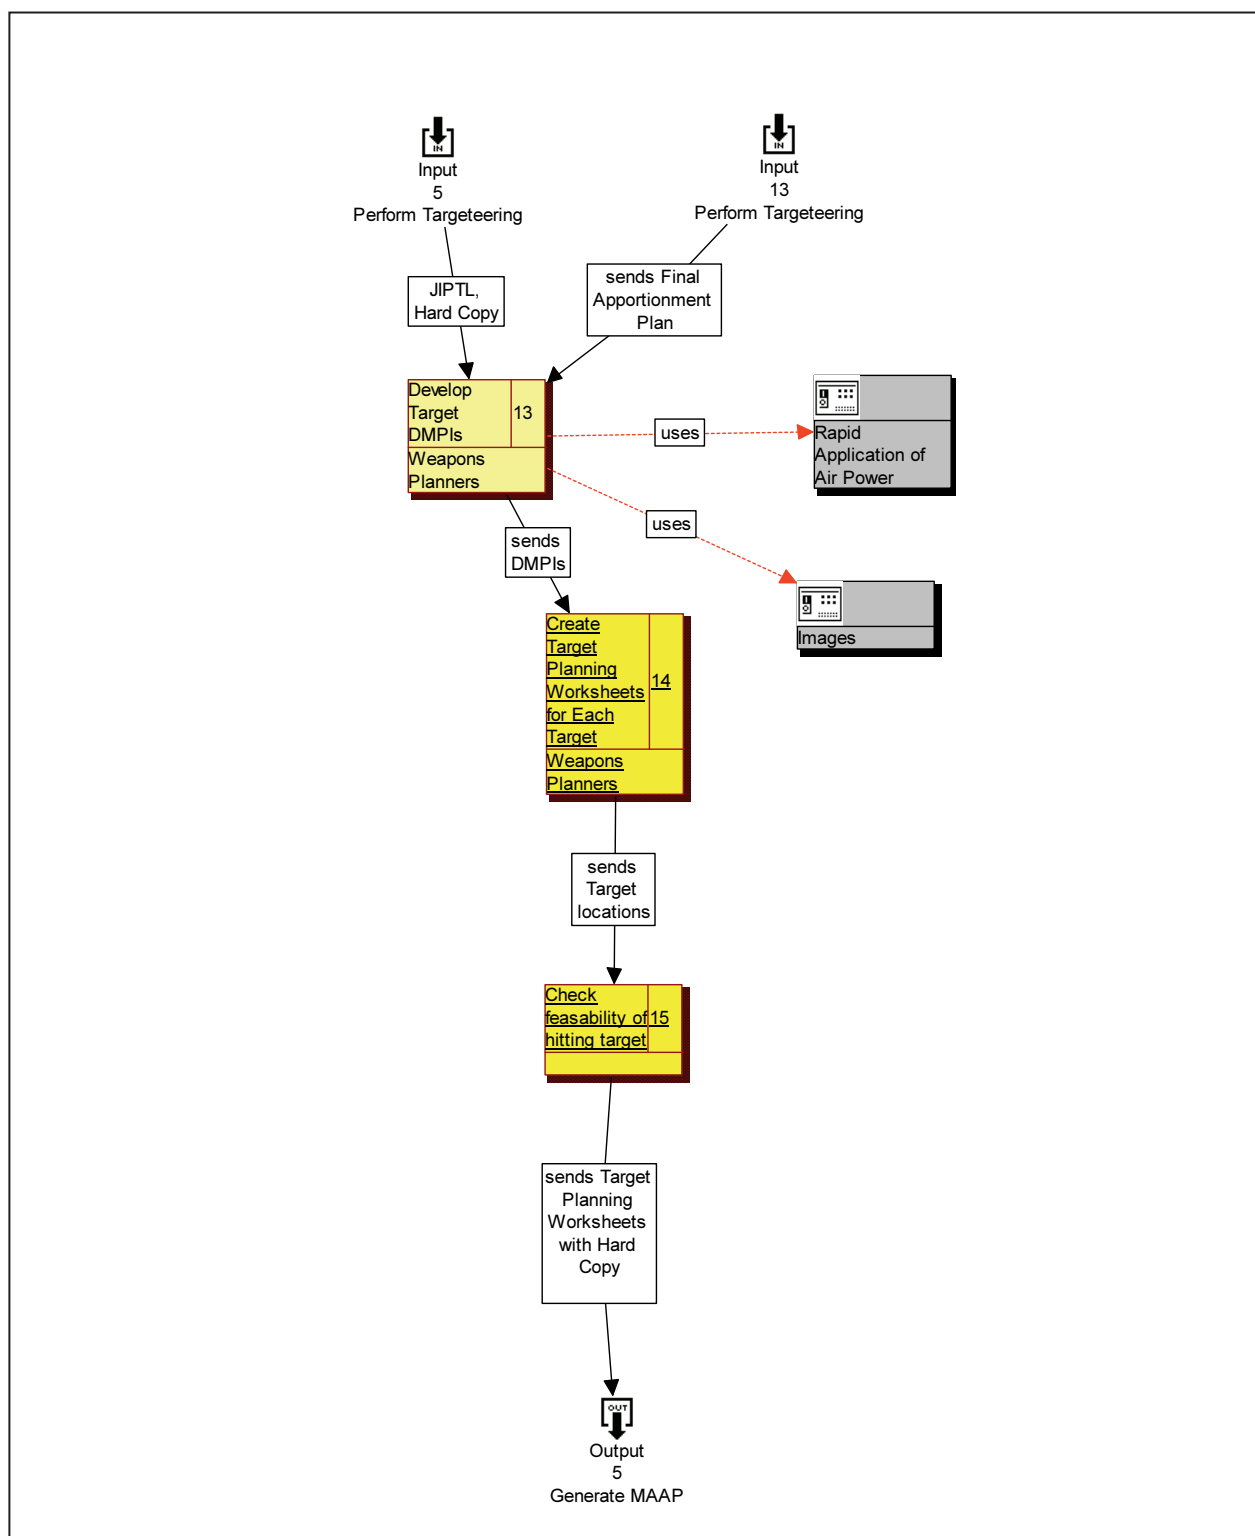 IN
Input
5
Perform Targeteering
IN
Input
13
Perform Targeteering
JIPTL,
Hard Copy
sends Final
Apportionment
Plan
Develop
Target
DMPIs
13
Weapons
Planners
uses
Rapid
Application of
Air Power
uses
Images
sends
DMPIs
Create
Target
Planning
Worksheets
for Each
Target
14
Weapons
Planners
sends
Target
locations
Check
feasability of
hitting target
15
sends Target
Planning
Worksheets
with Hard
Copy
OUT
Output
5
Generate MAAP